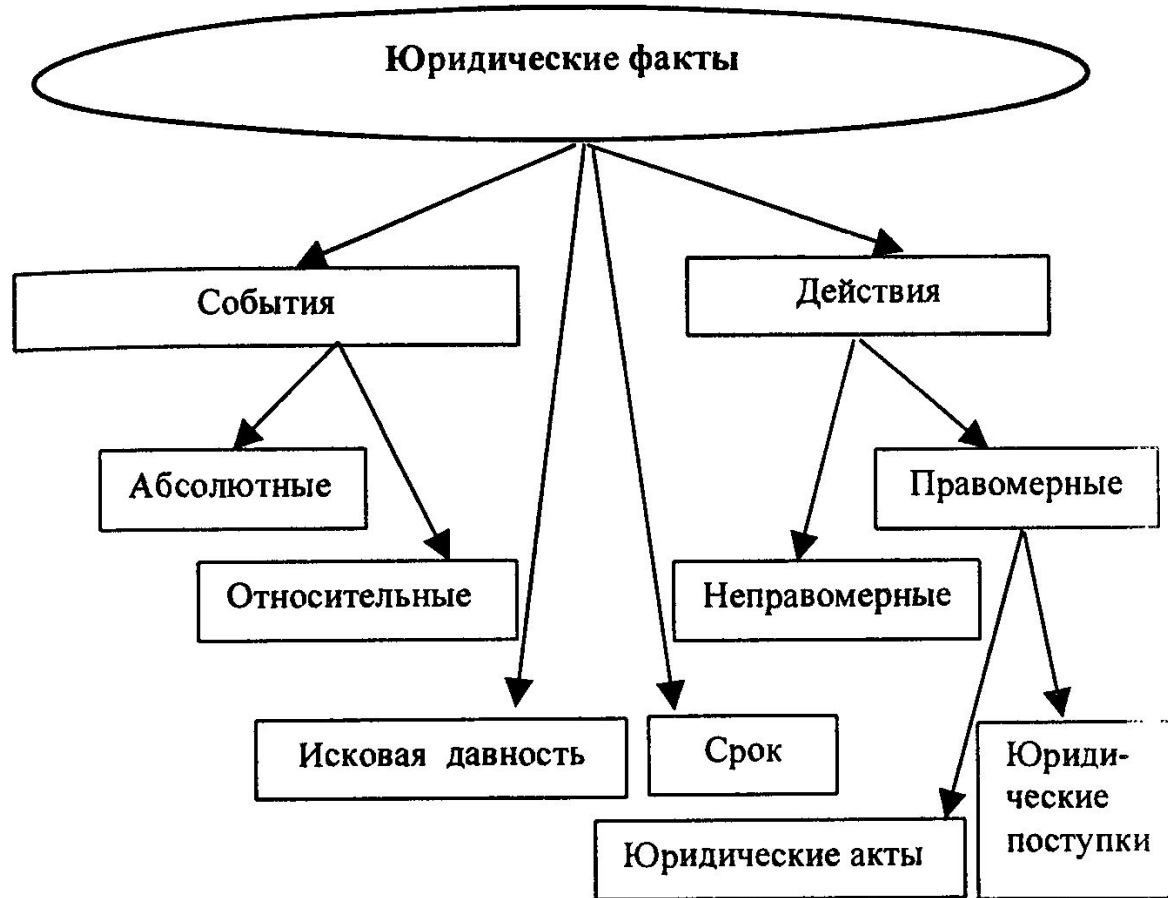 Юридические факты
События
Действия
Абсолютные
Правомерные
Относительные
Неправомерные
Исковая давность
Срок
Юриди-
ческие
поступки
Юридические акты